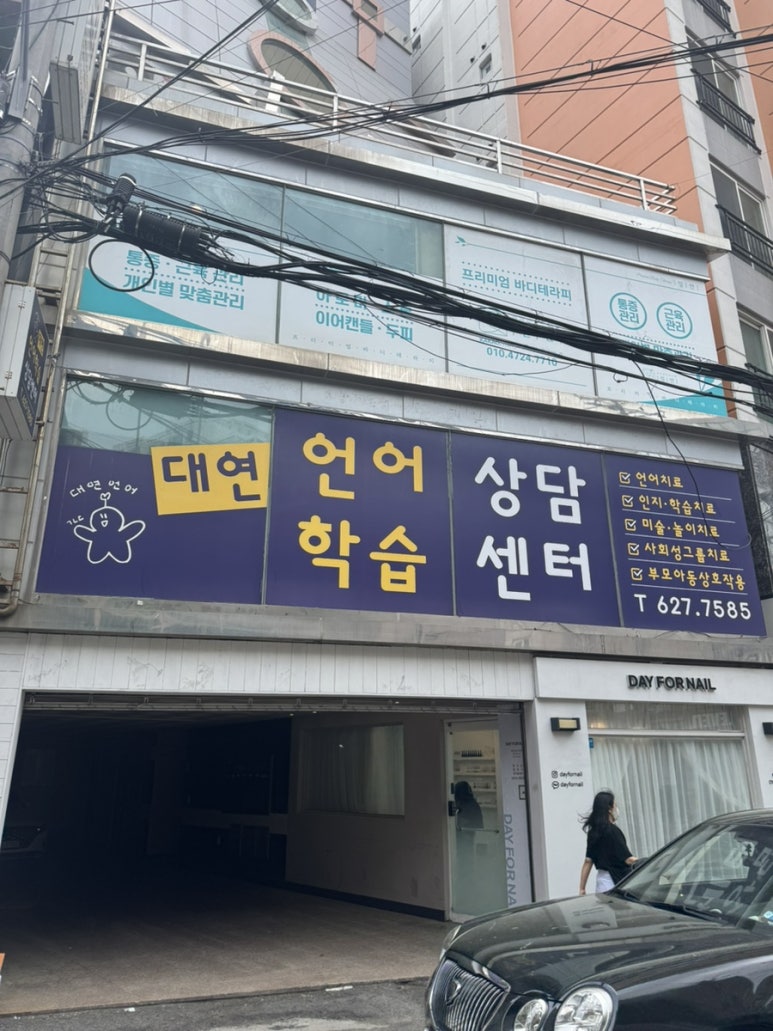 통증·근육 관리
개인별 맞춤관리
이어캔들·두피
프리미엄 바디테라피
010.4724.7710
통증
관리
근육
관리
대연언어
대연
언어
학습
상담
센터
언어치료
인지·학습치료
미술·놀이치료
사회성그룹치료
부모아동상호작용
T 627.7585
DAY FOR NAIL
dayfornail
dayfornail
DAY FOR NAIL